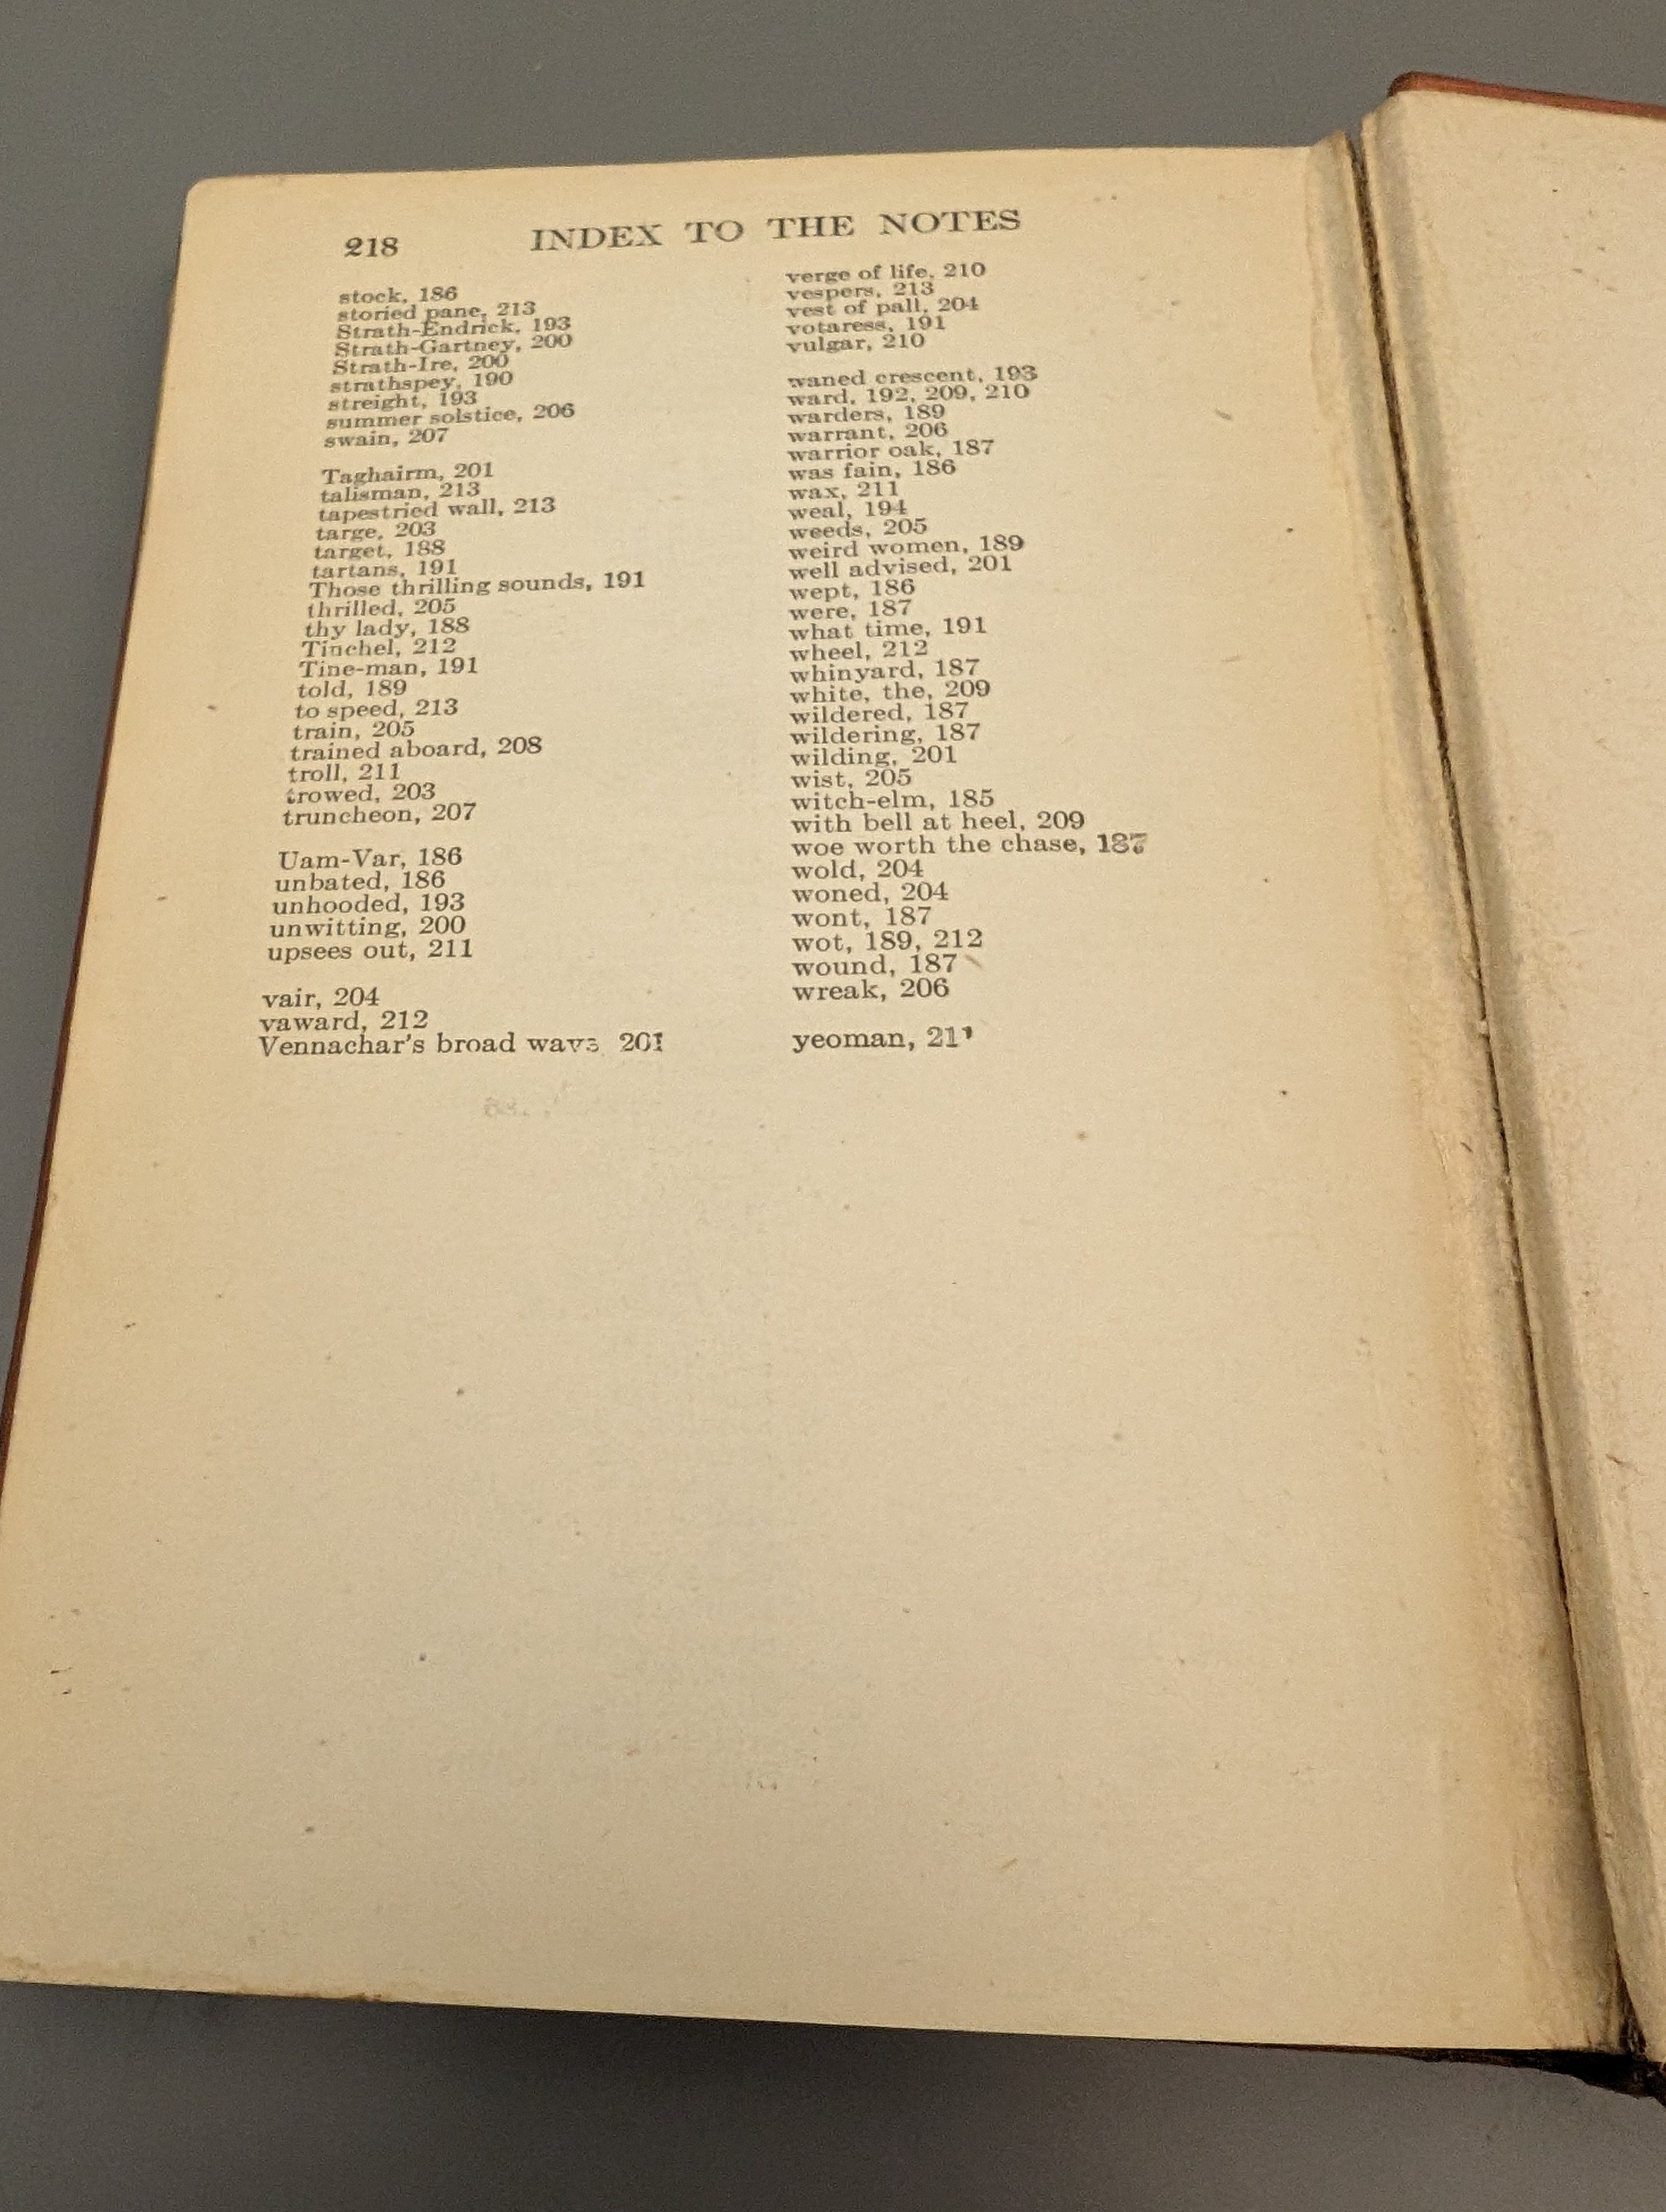 218 INDEX TO THE NOTES
stock, 186
storied pane, 213
Strath-Endrick, 193
Strath-Gartney, 200
Strath-Ire, 200
strathspey, 190
streight, 193
summer solstice, 206
swain, 207
Taghairm, 201
talisman, 213
tapestried wall, 213
targe, 203
target, 188
tartans, 191
Those thrilling sounds, 191
thrilled, 205
thy lady, 188
Tinchel, 212
Tine-man, 191
told, 189
to speed, 213
train, 205
trained aboard, 208
troll, 211
trowed, 203
truncheon, 207
Uam-Var, 186
unbated, 186
unhooded, 193
unwitting, 200
upsees out, 211
vair, 204
vaward, 212
Vennachar's broad wave 201
verge of life, 210
vespers, 213
vest of pall, 204
votaress, 191
vulgar, 210
waned crescent, 193
ward, 192, 209, 210
warders, 189
warrant, 206
warrior oak, 187
was fain, 186
wax, 211
weal, 194
weeds, 205
weird women, 189
well advised, 201
wept, 186
were, 187
what time, 191
wheel, 212
whinyard, 187
white, the, 209
wildered, 187
wildering, 187
wilding, 201
wist, 205
witch-elm, 185
with bell at heel, 209
woe worth the chase, 187
wold, 204
woned, 204
wont, 187
wot, 189, 212
wound, 187
wreak, 206
yeoman,